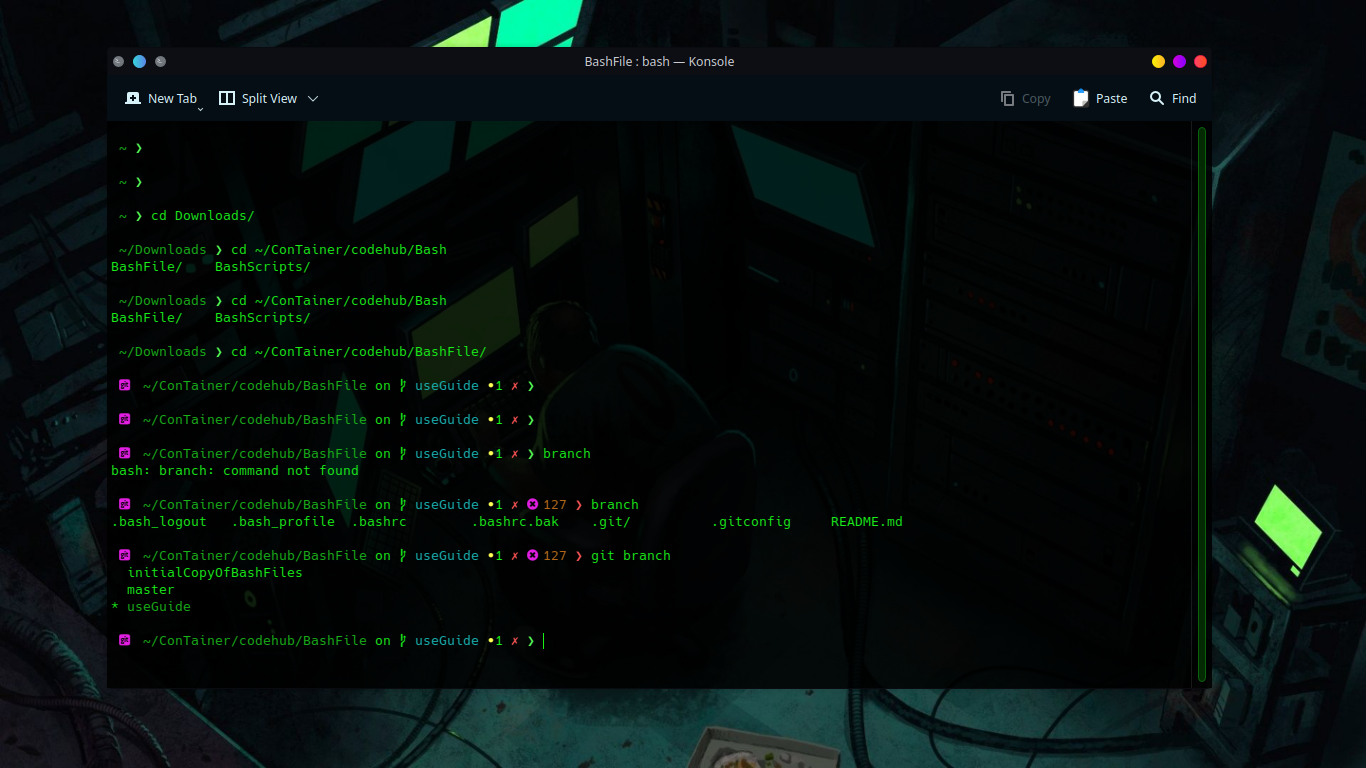 BashFile : bash — Konsole
New Tab Split View Copy Paste Find
~ ❯
~ ❯
~ ❯ cd Downloads/
~/Downloads ❯ cd ~/ConTainer/codehub/Bash
BashFile/    BashScripts/
~/Downloads ❯ cd ~/ConTainer/codehub/Bash
BashFile/    BashScripts/
~/Downloads ❯ cd ~/ConTainer/codehub/BashFile/
~/ConTainer/codehub/BashFile on useGuide •1 ✗ ❯
~/ConTainer/codehub/BashFile on useGuide •1 ✗ ❯
~/ConTainer/codehub/BashFile on useGuide •1 ✗ ❯ branch
bash: branch: command not found
~/ConTainer/codehub/BashFile on useGuide •1 ✗ 127 ❯ branch
.bash_logout   .bash_profile  .bashrc        .bashrc.bak    .git/          .gitconfig     README.md
~/ConTainer/codehub/BashFile on useGuide •1 ✗ 127 ❯ git branch
initialCopyOfBashFiles
master
* useGuide
~/ConTainer/codehub/BashFile on useGuide •1 ✗ ❯